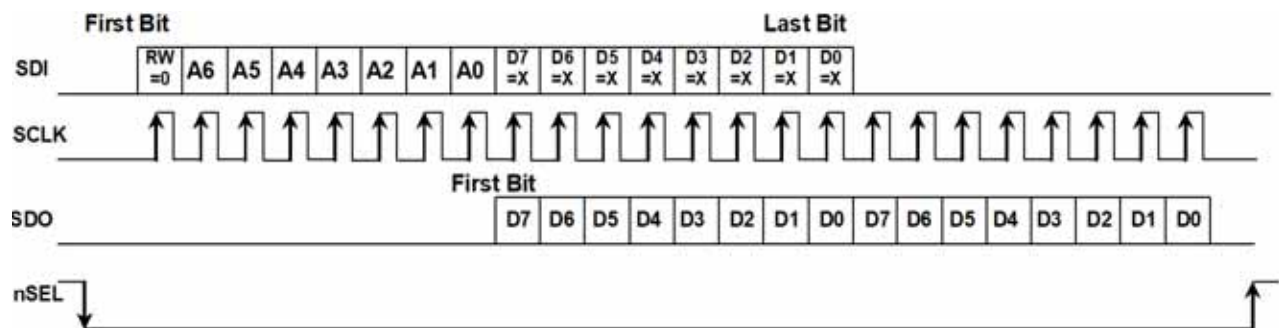 First Bit Last Bit
SDI RW =0 A6 A5 A4 A3 A2 A1 A0 D7 =X D6 =X D5 =X D4 =X D3 =X D2 =X D1 =X D0 =X
SCLK
First Bit
SDO D7 D6 D5 D4 D3 D2 D1 D0 D7 D6 D5 D4 D3 D2 D1 D0
nSEL